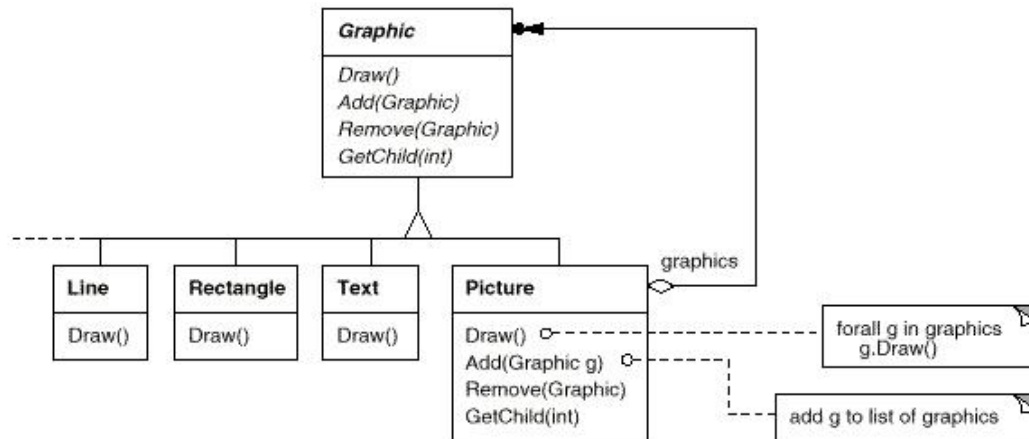 Graphic
Draw()
Add(Graphic)
Remove(Graphic)
GetChild(int)
graphics
Line
Draw()
Rectangle
Draw()
Text
Draw()
Picture
Draw()
Add(Graphic g)
Remove(Graphic)
GetChild(int)
forall g in graphics
g.Draw()
add g to list of graphics